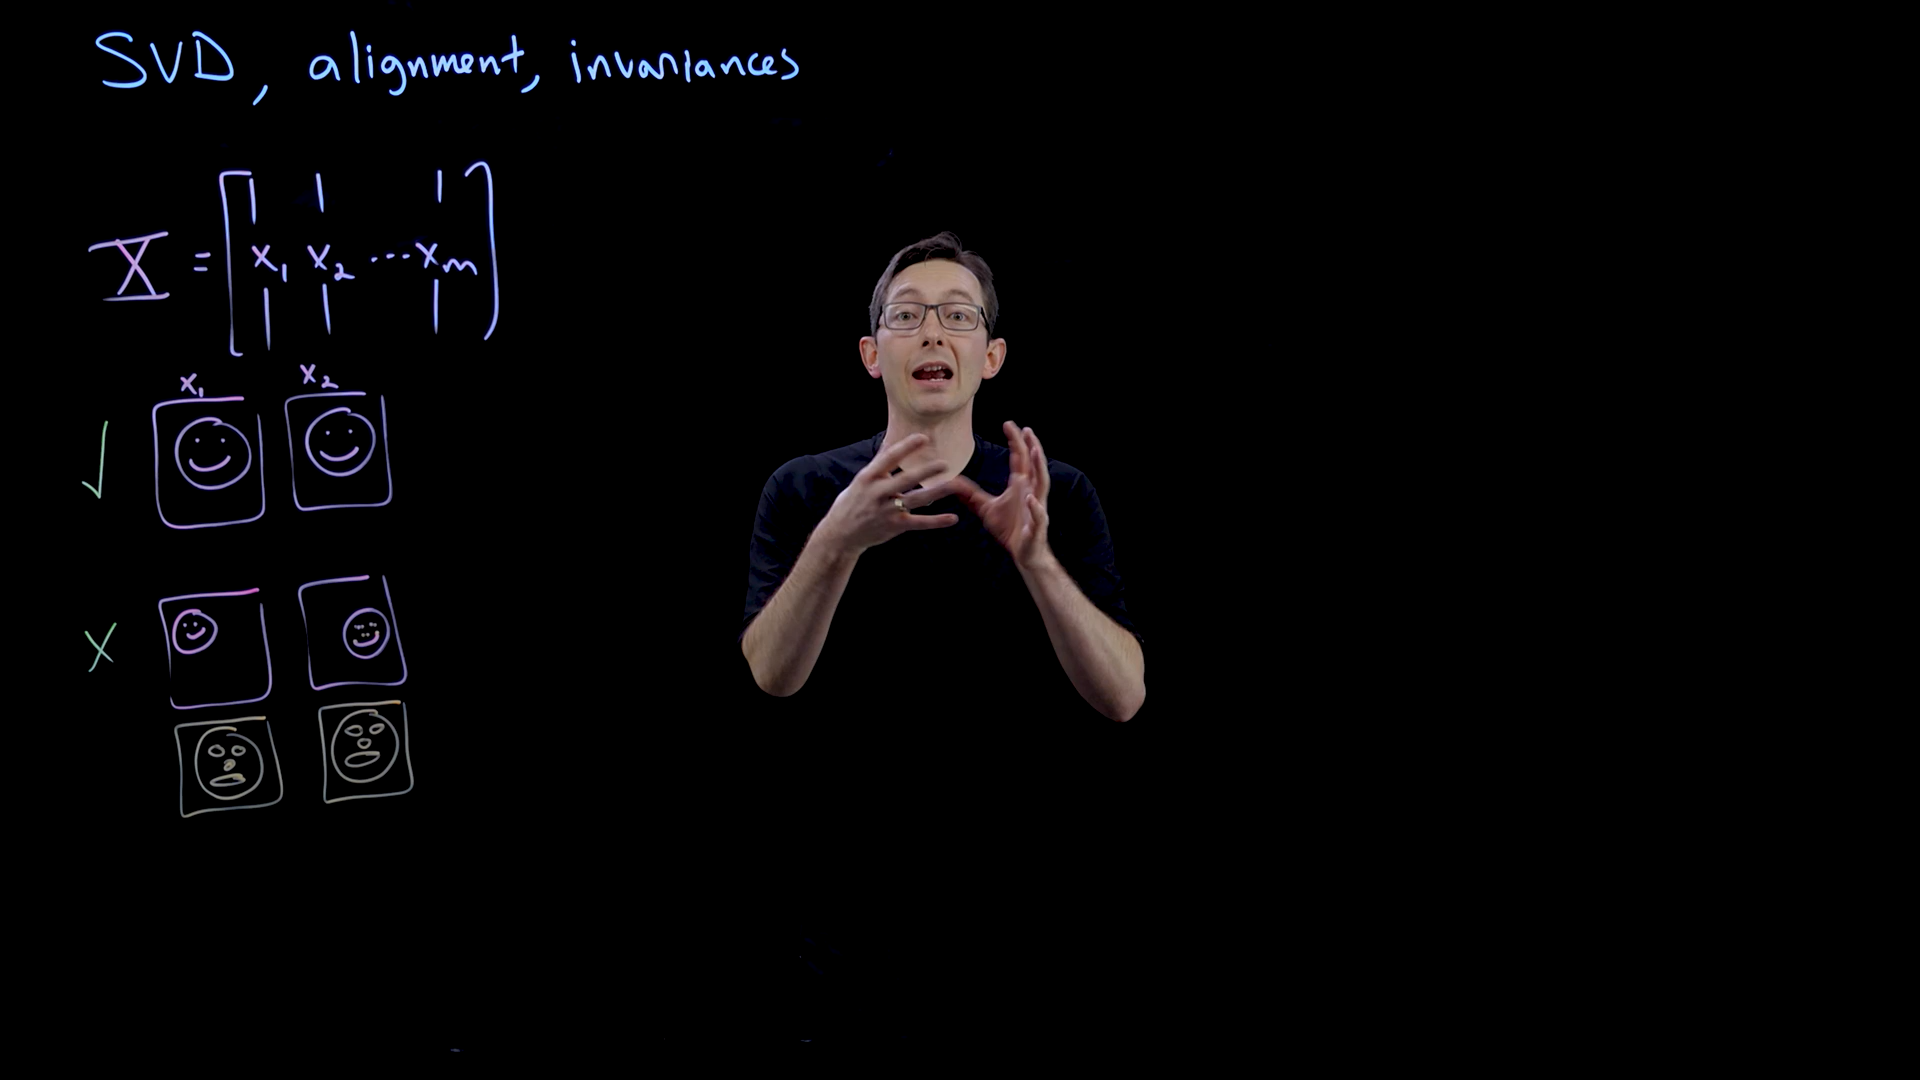 SVD, alignment, invariances
X = [x₁ x₂ ... xₘ]
x₁ x₂
✓
X